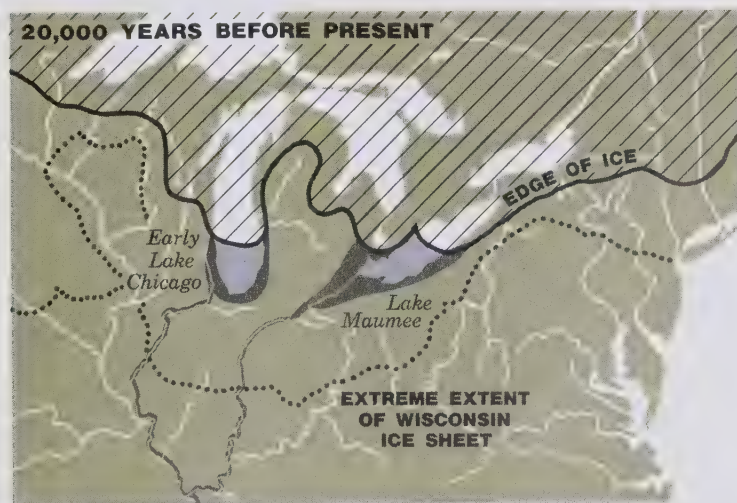 20,000 YEARS BEFORE PRESENT
EDGE OF ICE
Early
Lake
Chicago
Lake
Maumee
EXTREME EXTENT
OF WISCONSIN
ICE SHEET